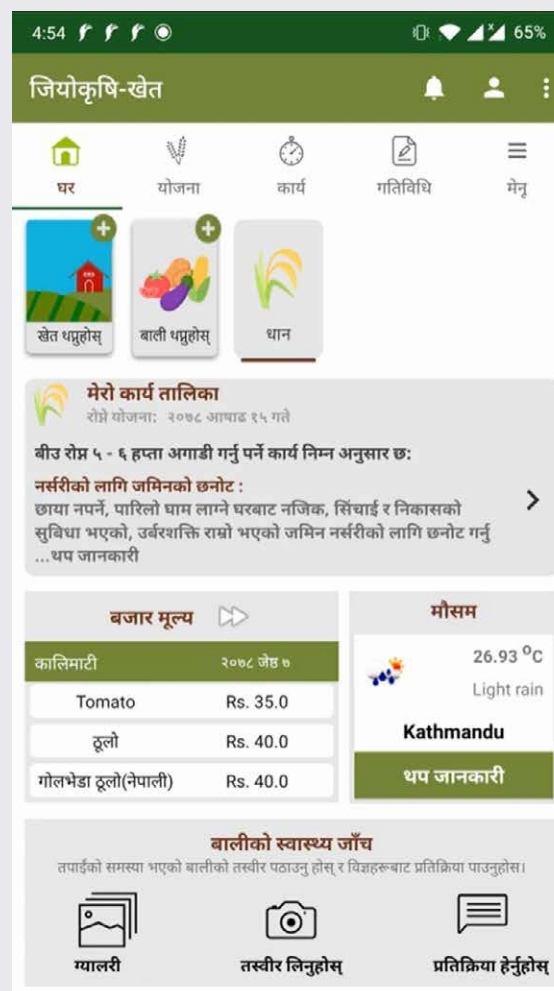 4:54 65%
जियोकृषि-खेत
घर योजना कार्य गतिविधि मेनू
खेत थप्नुहोस् बाली थप्नुहोस् धान
मेरो कार्य तालिका
रोप्ने योजना: २०७८ आषाढ १५ गते
बीउ रोप्न ५ - ६ हप्ता अगाडी गर्नु पर्ने कार्य निम्न अनुसार छ:
नर्सरीको लागि जमिनको छनोट :
छाया नपर्ने, पारिलो घाम लाग्ने घरबाट नजिक, सिंचाई र निकासको
सुबिधा भएको, उर्बरशक्ति राम्रो भएको जमिन नर्सरीको लागि छनोट गर्नु
...थप जानकारी
बजार मूल्य
कालिमाटी २०७८ जेष्ठ ७
Tomato Rs. 35.0
ठूलो Rs. 40.0
गोलभेडा ठूलो(नेपाली) Rs. 40.0
मौसम
26.93 °C
Light rain
Kathmandu
थप जानकारी
बालीको स्वास्थ्य जाँच
तपाईंको समस्या भएको बालीको तस्वीर पठाउनु होस् र विज्ञहरूबाट प्रतिक्रिया पाउनुहोस।
ग्यालरी तस्वीर लिनुहोस् प्रतिक्रिया हेर्नुहोस्